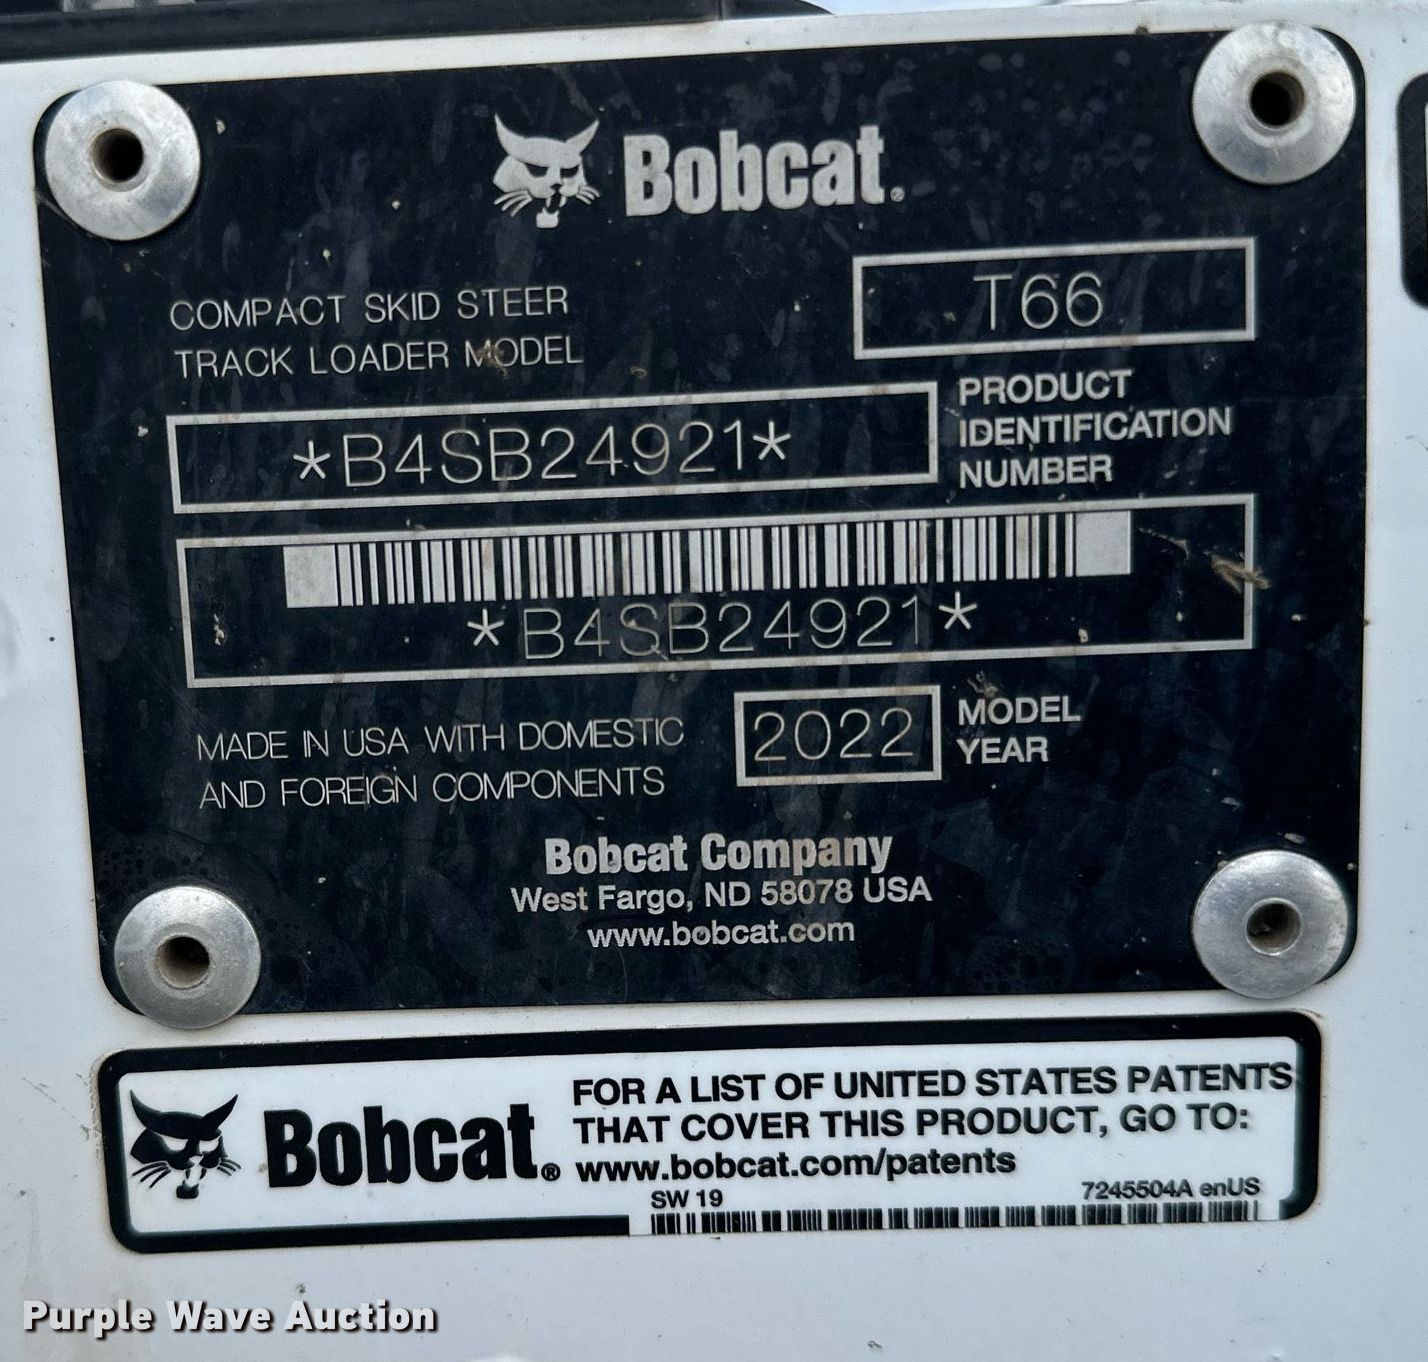 Bobcat®
COMPACT SKID STEER
TRACK LOADER MODEL
T66
*B4SB24921*
PRODUCT
IDENTIFICATION
NUMBER
*B4SB24921*
MADE IN USA WITH DOMESTIC
AND FOREIGN COMPONENTS
2022
MODEL
YEAR
Bobcat Company
West Fargo, ND 58078 USA
www.bobcat.com
Bobcat®
FOR A LIST OF UNITED STATES PATENTS
THAT COVER THIS PRODUCT, GO TO:
www.bobcat.com/patents
SW 19
7245504A enUS
Purple Wave Auction